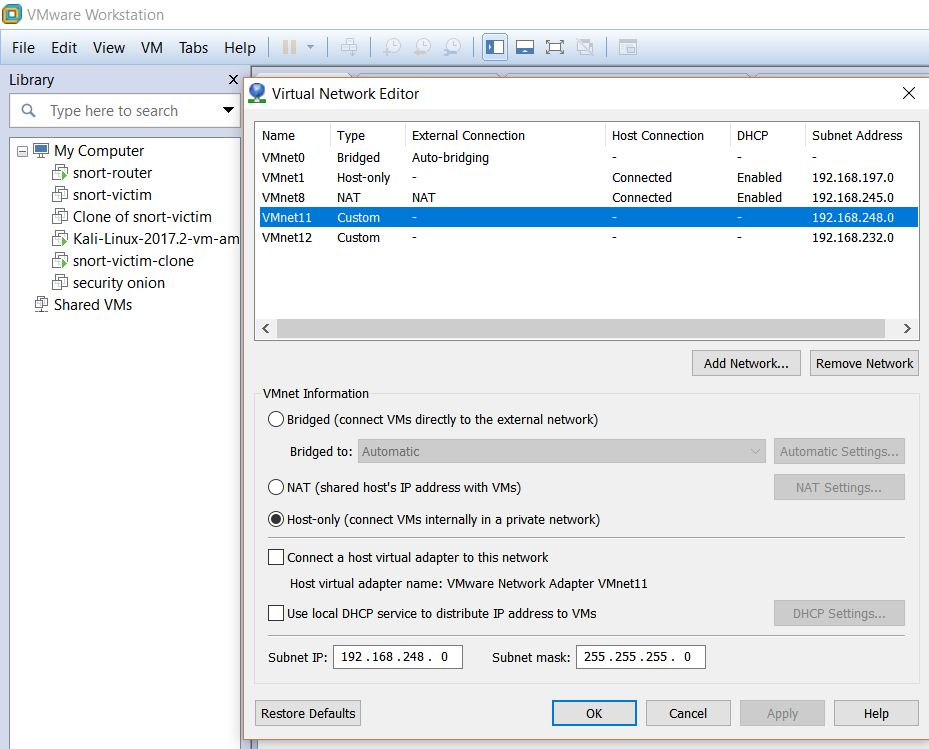 VMware Workstation
File Edit View VM Tabs Help
Library X
Type here to search
My Computer
snort-router
snort-victim
Clone of snort-victim
Kali-Linux-2017.2-vm-am
snort-victim-clone
security onion
Shared VMs
Virtual Network Editor
Name Type External Connection Host Connection DHCP Subnet Address
VMnet0 Bridged Auto-bridging - - -
VMnet1 Host-only - Connected Enabled 192.168.197.0
VMnet8 NAT NAT Connected Enabled 192.168.245.0
VMnet11 Custom - - - 192.168.248.0
VMnet12 Custom - - - 192.168.232.0
Add Network... Remove Network
VMnet Information
Bridged (connect VMs directly to the external network)
Bridged to: Automatic Automatic Settings...
NAT (shared host's IP address with VMs) NAT Settings...
Host-only (connect VMs internally in a private network)
Connect a host virtual adapter to this network
Host virtual adapter name: VMware Network Adapter VMnet11
Use local DHCP service to distribute IP address to VMs DHCP Settings...
Subnet IP: 192 . 168 . 248 . 0 Subnet mask: 255 . 255 . 255 . 0
Restore Defaults OK Cancel Apply Help